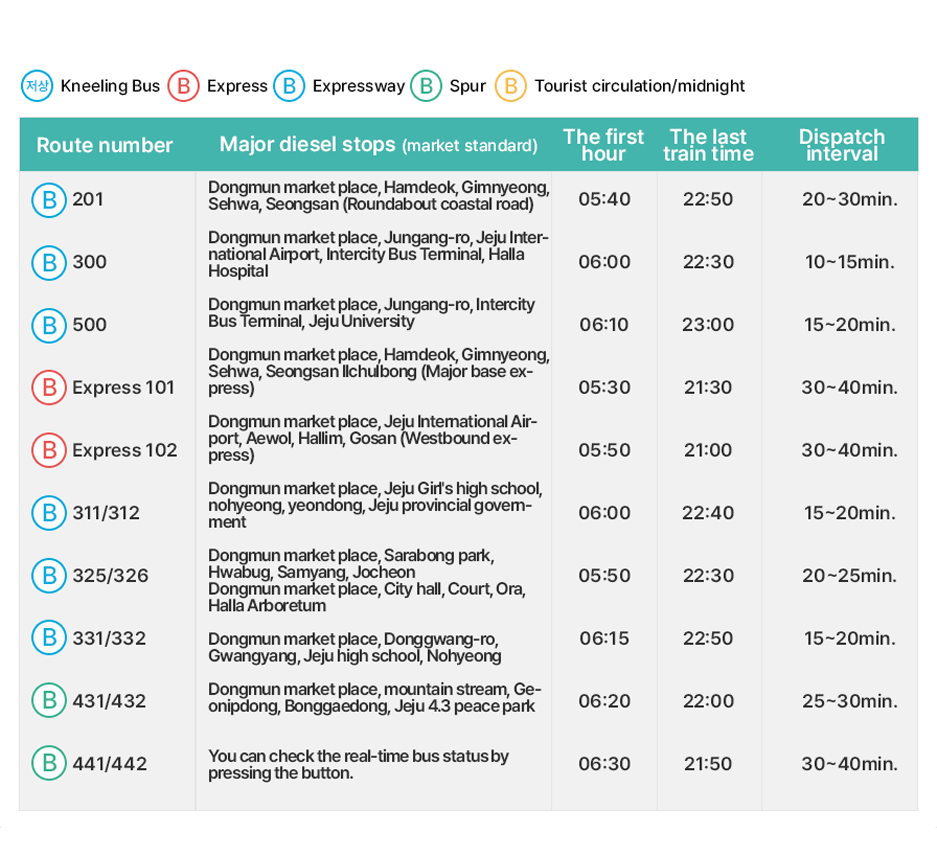 저상 Kneeling Bus B Express B Expressway B Spur B Tourist circulation/midnight
Route number
Major diesel stops (market standard)
The first
hour
The last
train time
Dispatch
interval
B 201
Dongmun market place, Hamdeok, Gimnyeong,
Sehwa, Seongsan (Roundabout coastal road)
05:40
22:50
20~30min.
B 300
Dongmun market place, Jungang-ro, Jeju Inter-
national Airport, Intercity Bus Terminal, Halla
Hospital
06:00
22:30
10~15min.
B 500
Dongmun market place, Jungang-ro, Intercity
Bus Terminal, Jeju University
06:10
23:00
15~20min.
B Express 101
Dongmun market place, Hamdeok, Gimnyeong,
Sehwa, Seongsan Ilchulbong (Major base ex-
press)
05:30
21:30
30~40min.
B Express 102
Dongmun market place, Jeju International Air-
port, Aewol, Hallim, Gosan (Westbound ex-
press)
05:50
21:00
30~40min.
B 311/312
Dongmun market place, Jeju Girl's high school,
nohyeong, yeondong, Jeju provincial govern-
ment
06:00
22:40
15~20min.
B 325/326
Dongmun market place, Sarabong park,
Hwabug, Samyang, Jocheon
Dongmun market place, City hall, Court, Ora,
Halla Arboretum
05:50
22:30
20~25min.
B 331/332
Dongmun market place, Donggwang-ro,
Gwangyang, Jeju high school, Nohyeong
06:15
22:50
15~20min.
B 431/432
Dongmun market place, mountain stream, Ge-
onipdong, Bonggaedong, Jeju 4.3 peace park
06:20
22:00
25~30min.
B 441/442
You can check the real-time bus status by
pressing the button.
06:30
21:50
30~40min.